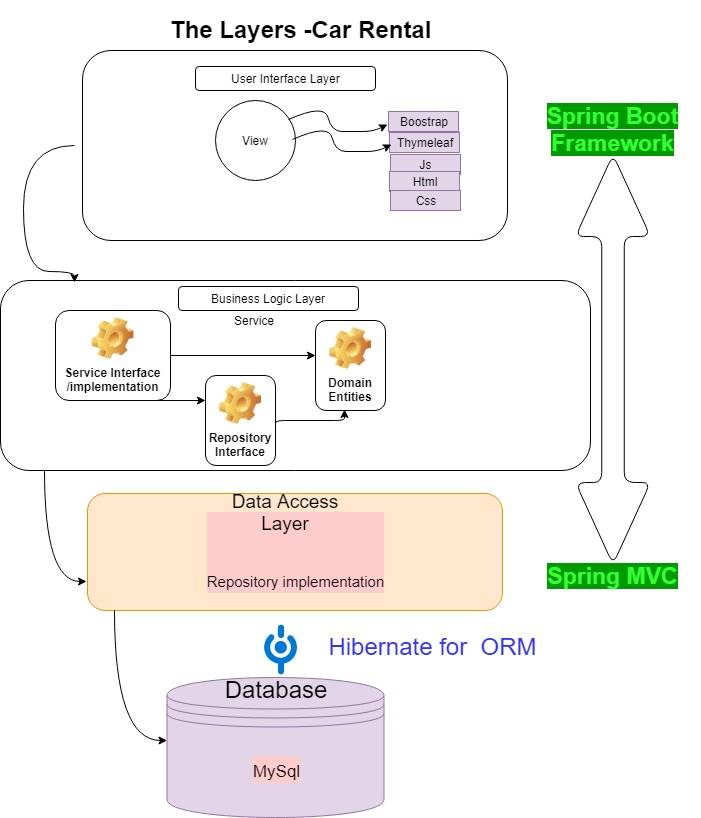 The Layers -Car Rental
User Interface Layer
View
Boostrap
Thymeleaf
Js
Html
Css
Spring Boot
Framework
Business Logic Layer
Service
Service Interface
/implementation
Domain
Entities
Repository
Interface
Data Access
Layer
Repository implementation
Spring MVC
Hibernate for  ORM
Database
MySql